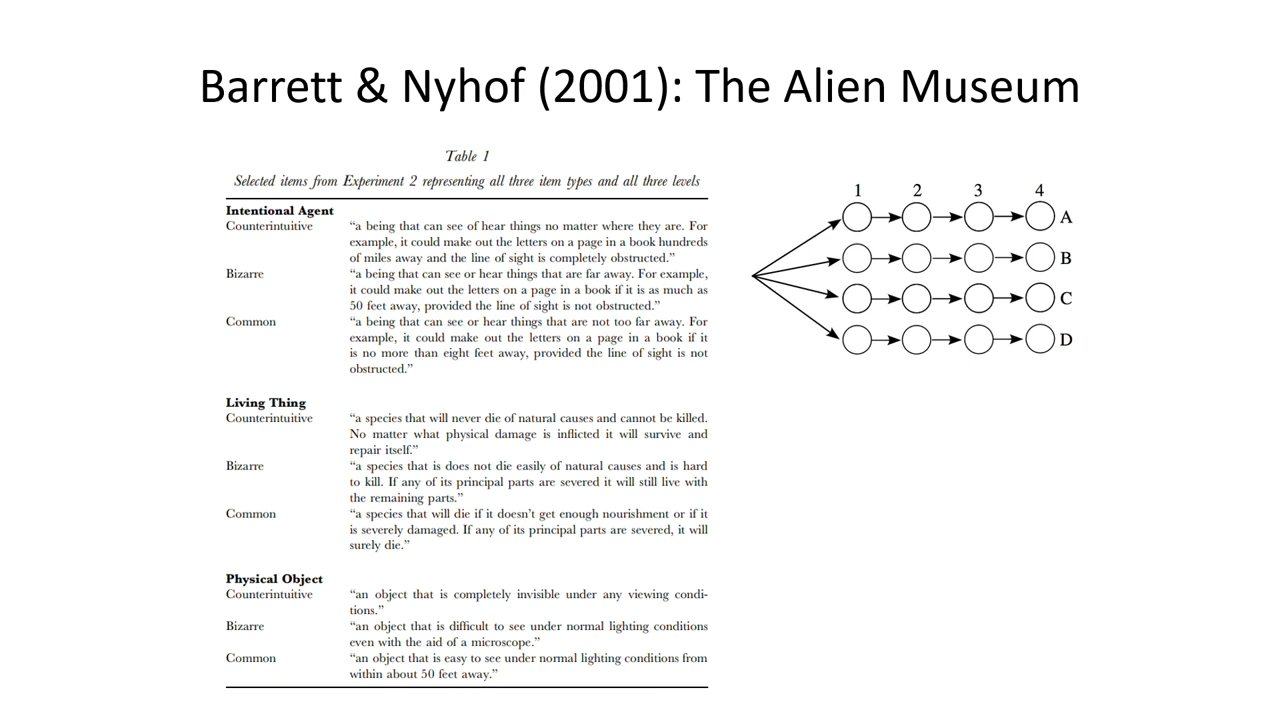 Barrett & Nyhof (2001): The Alien Museum
Table 1
Selected items from Experiment 2 representing all three item types and all three levels
Intentional Agent
Counterintuitive “a being that can see of hear things no matter where they are. For
example, it could make out the letters on a page in a book hundreds
of miles away and the line of sight is completely obstructed.”
Bizarre “a being that can see or hear things that are far away. For example,
it could make out the letters on a page in a book if it is as much as
50 feet away, provided the line of sight is not obstructed.”
Common “a being that can see or hear things that are not too far away. For
example, it could make out the letters on a page in a book if it
is no more than eight feet away, provided the line of sight is not
obstructed.”
Living Thing
Counterintuitive “a species that will never die of natural causes and cannot be killed.
No matter what physical damage is inflicted it will survive and
repair itself.”
Bizarre “a species that is does not die easily of natural causes and is hard
to kill. If any of its principal parts are severed it will still live with
the remaining parts.”
Common “a species that will die if it doesn’t get enough nourishment or if it
is severely damaged. If any of its principal parts are severed, it will
surely die.”
Physical Object
Counterintuitive “an object that is completely invisible under any viewing condi-
tions.”
Bizarre “an object that is difficult to see under normal lighting conditions
even with the aid of a microscope.”
Common “an object that is easy to see under normal lighting conditions from
within about 50 feet away.”
1 2 3 4
A
B
C
D